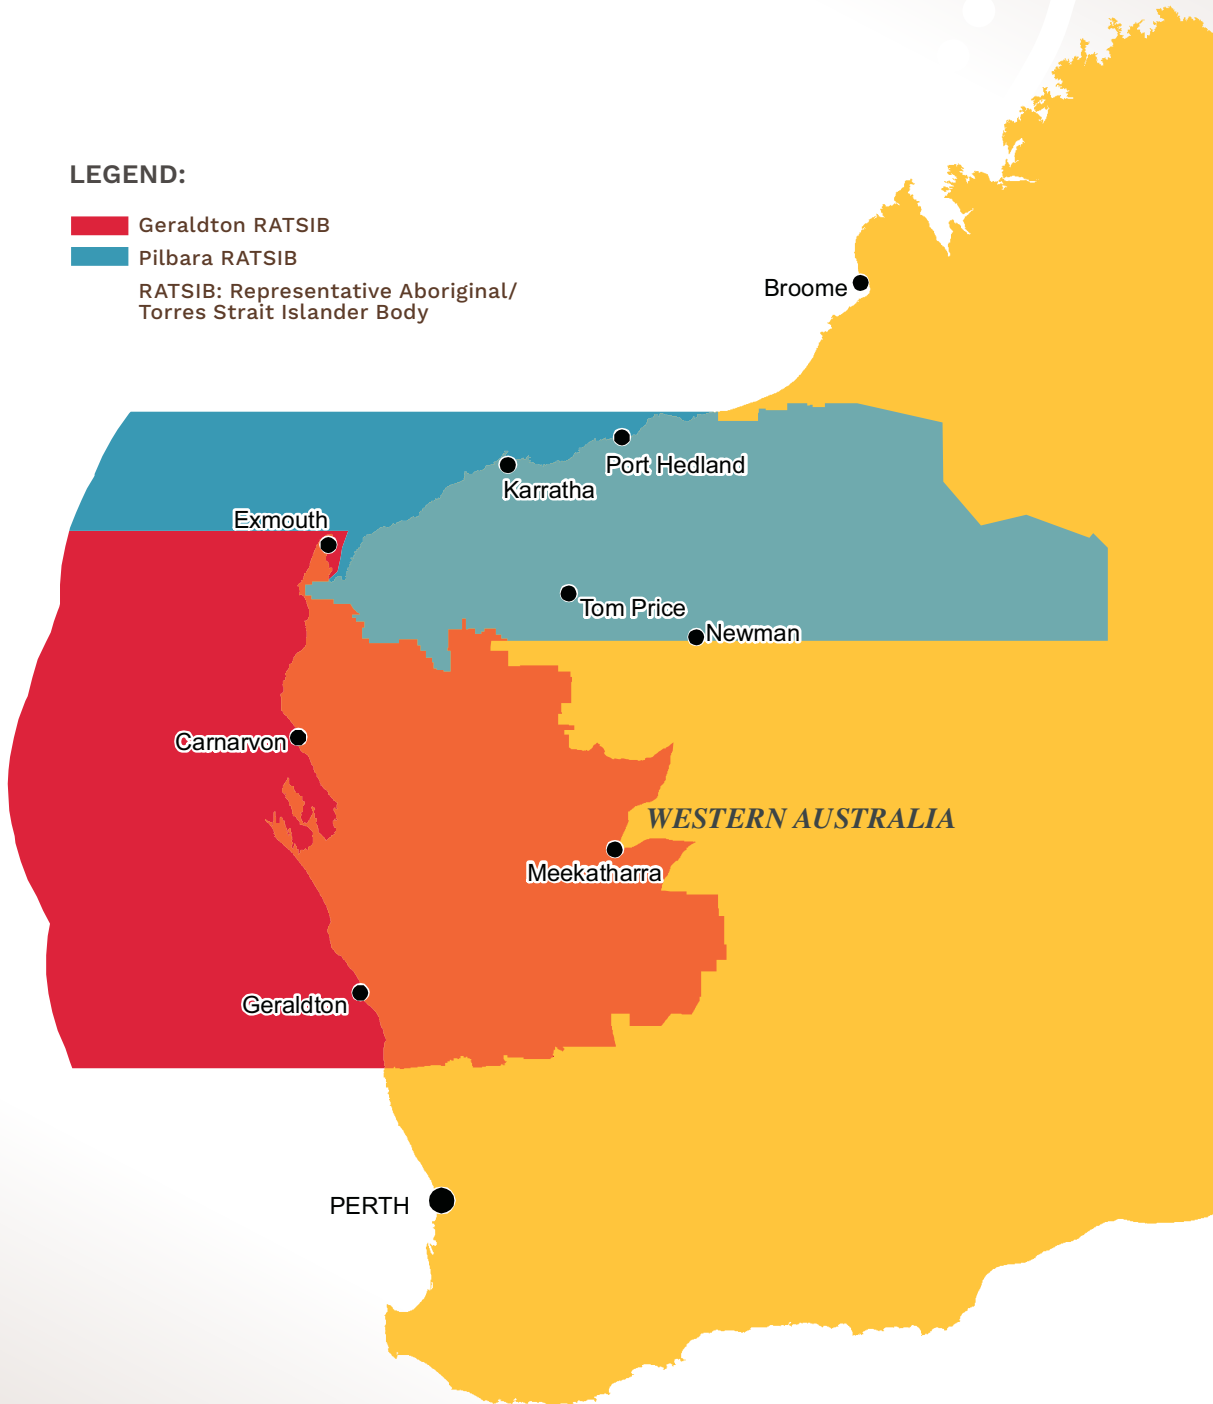 LEGEND:
Geraldton RATSIB
Pilbara RATSIB
RATSIB: Representative Aboriginal/
Torres Strait Islander Body
Broome
Port Hedland
Karratha
Exmouth
Tom Price
Newman
Carnarvon
WESTERN AUSTRALIA
Meekatharra
Geraldton
PERTH